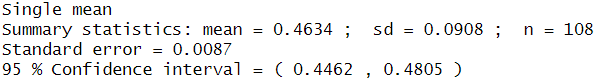 Single mean
Summary statistics: mean = 0.4634 ;  sd = 0.0908 ;  n = 108
Standard error = 0.0087
95 % Confidence interval = ( 0.4462 , 0.4805 )